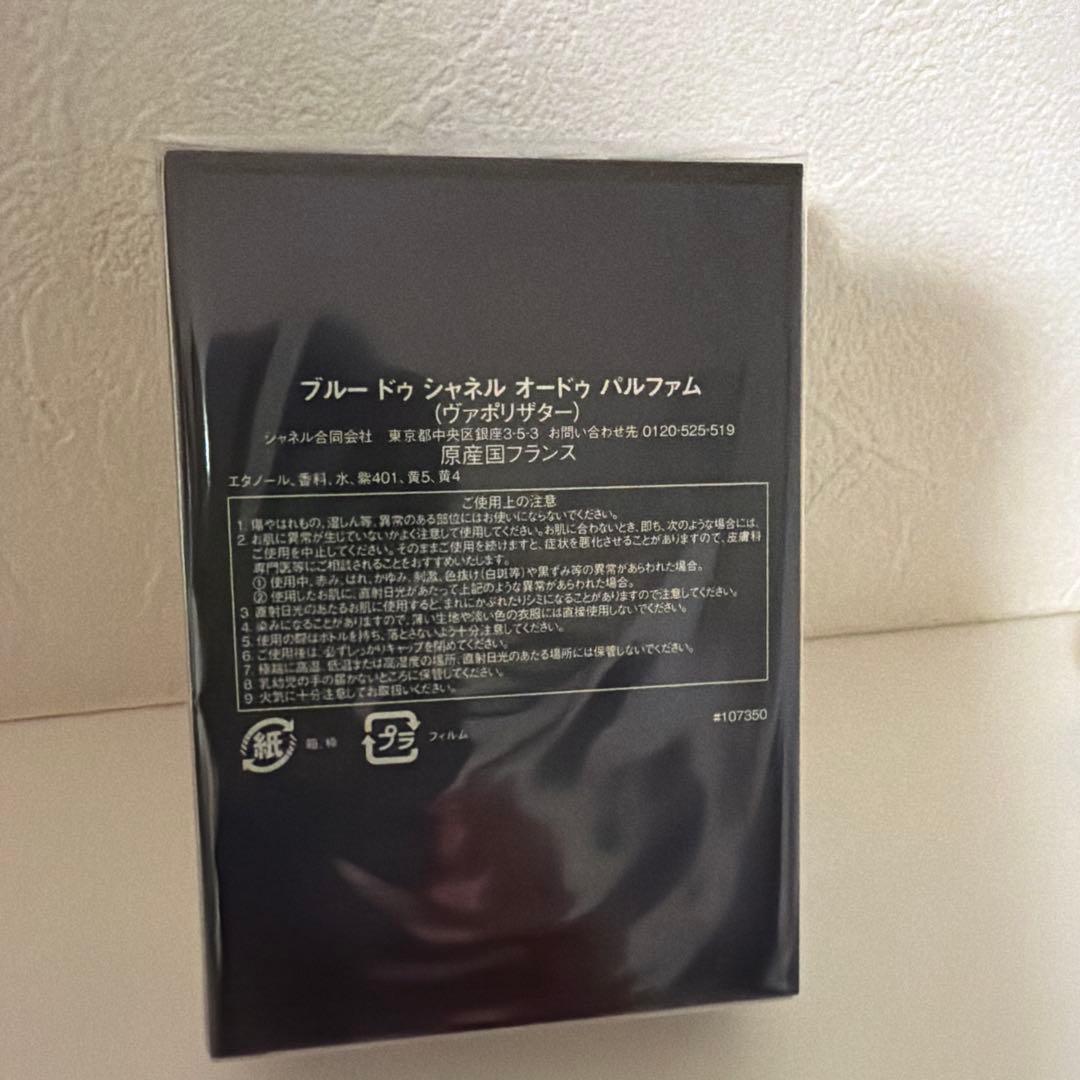 ブルー ドゥ シャネル オードゥ パルファム
(ヴァポリザター)
シャネル合同会社 東京都中央区銀座3-5-3 お問い合わせ先 0120-525-519
原産国フランス
エタノール、香料、水、紫401、黄5、黄4
ご使用上の注意
1. 傷やはれもの、湿しん等、異常のある部位にはお使いにならないでください。
2. お肌に異常が生じていないかよく注意して使用してください。お肌に合わないとき、即ち、次のような場合には、
ご使用を中止してください。そのままご使用を続けますと、症状を悪化させることがありますので、皮膚科
専門医等にご相談されることをおすすめいたします。
① 使用中、赤み、はれ、かゆみ、刺激、色抜け(白斑等)や黒ずみ等の異常があらわれた場合。
② 使用したお肌に、直射日光があたって上記のような異常があらわれた場合。
3. 直射日光のあたるお肌に使用すると、まれにかぶれたりシミになることがありますので注意してください。
4. 染みになることがありますので、薄い生地や淡い色の衣服には直接使用しないでください。
5. 使用の際はボトルを持ち、落とさないよう十分注意してください。
6. ご使用後は、必ずしっかりキャップを閉めてください。
7. 極端に高温、低温または高湿度の場所、直射日光のあたる場所には保管しないでください。
8. 乳幼児の手の届かないところに保管してください。
9. 火気に十分注意してお取扱いください。
#107350
紙 箱、枠 プラ フィルム